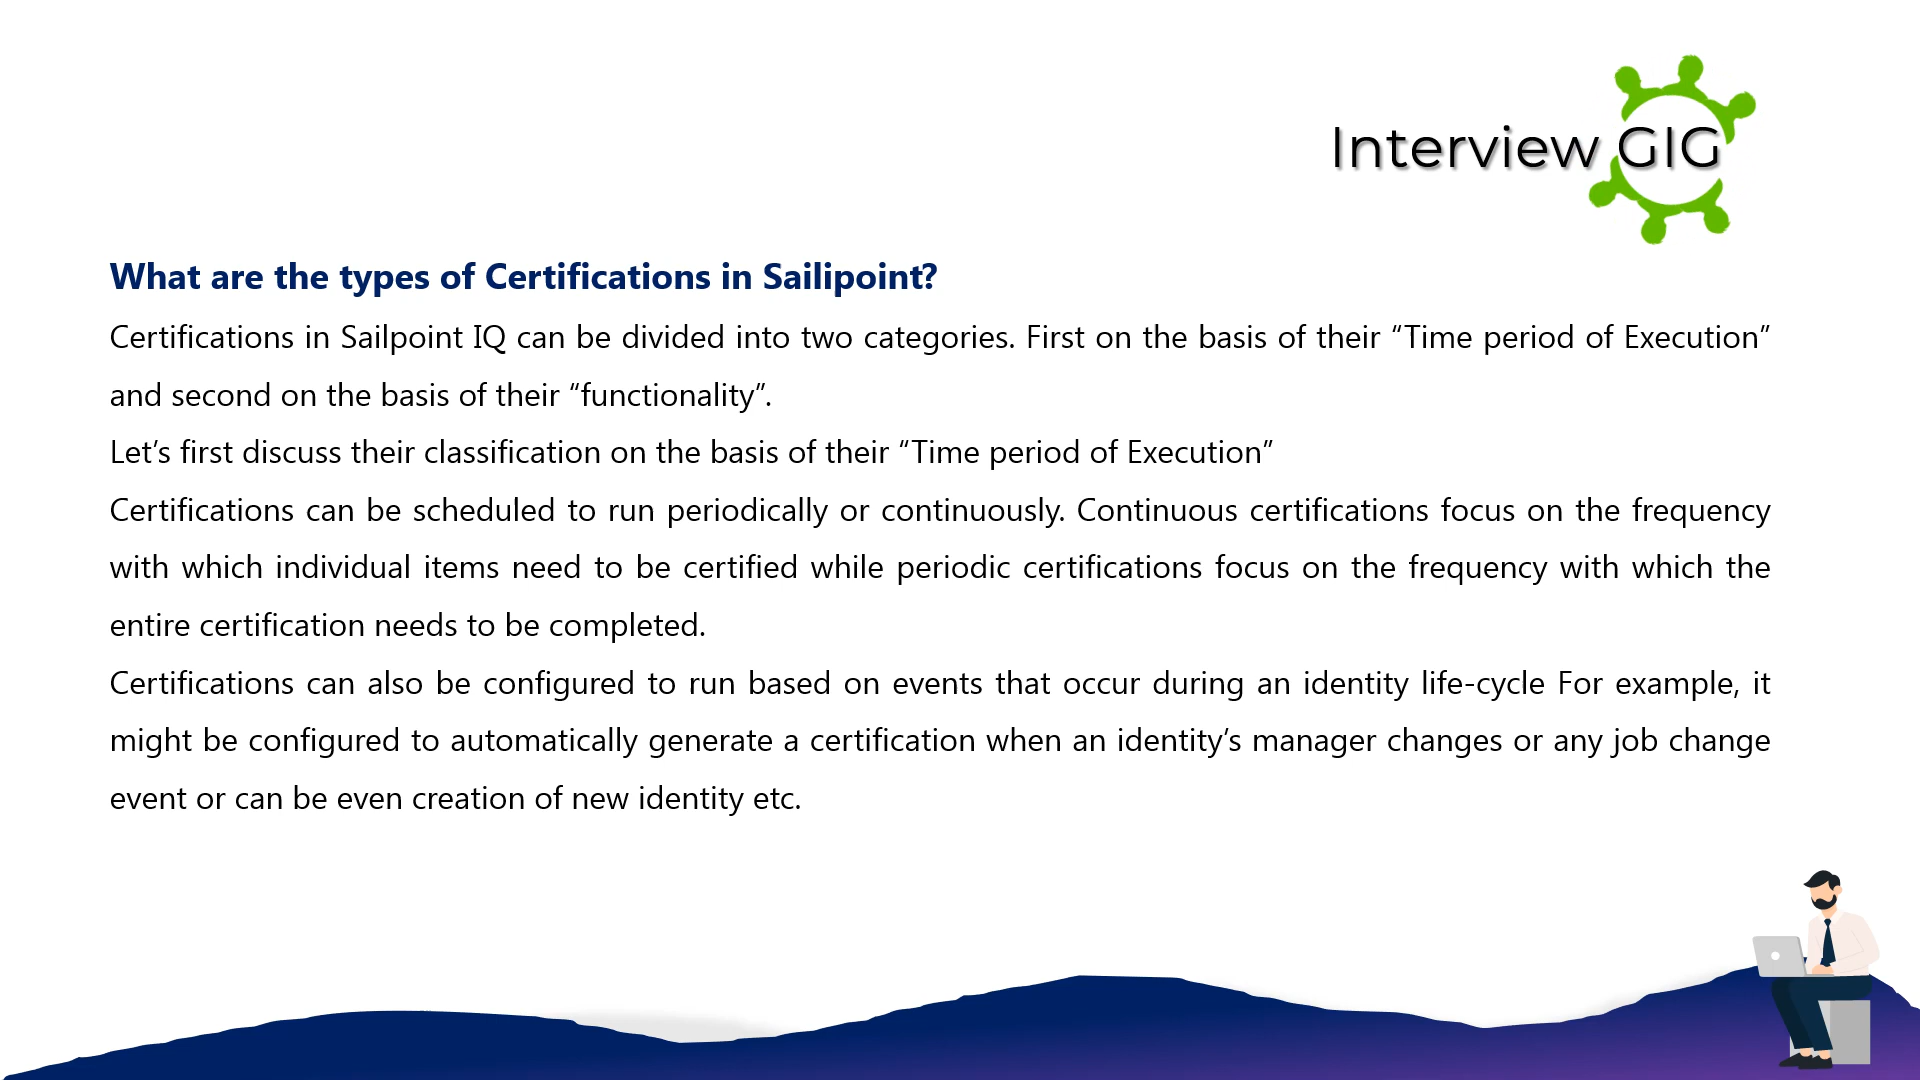 Interview GIG
What are the types of Certifications in Sailipoint?
Certifications in Sailpoint IQ can be divided into two categories. First on the basis of their “Time period of Execution”
and second on the basis of their “functionality”.
Let’s first discuss their classification on the basis of their “Time period of Execution”
Certifications can be scheduled to run periodically or continuously. Continuous certifications focus on the frequency
with which individual items need to be certified while periodic certifications focus on the frequency with which the
entire certification needs to be completed.
Certifications can also be configured to run based on events that occur during an identity life-cycle For example, it
might be configured to automatically generate a certification when an identity’s manager changes or any job change
event or can be even creation of new identity etc.